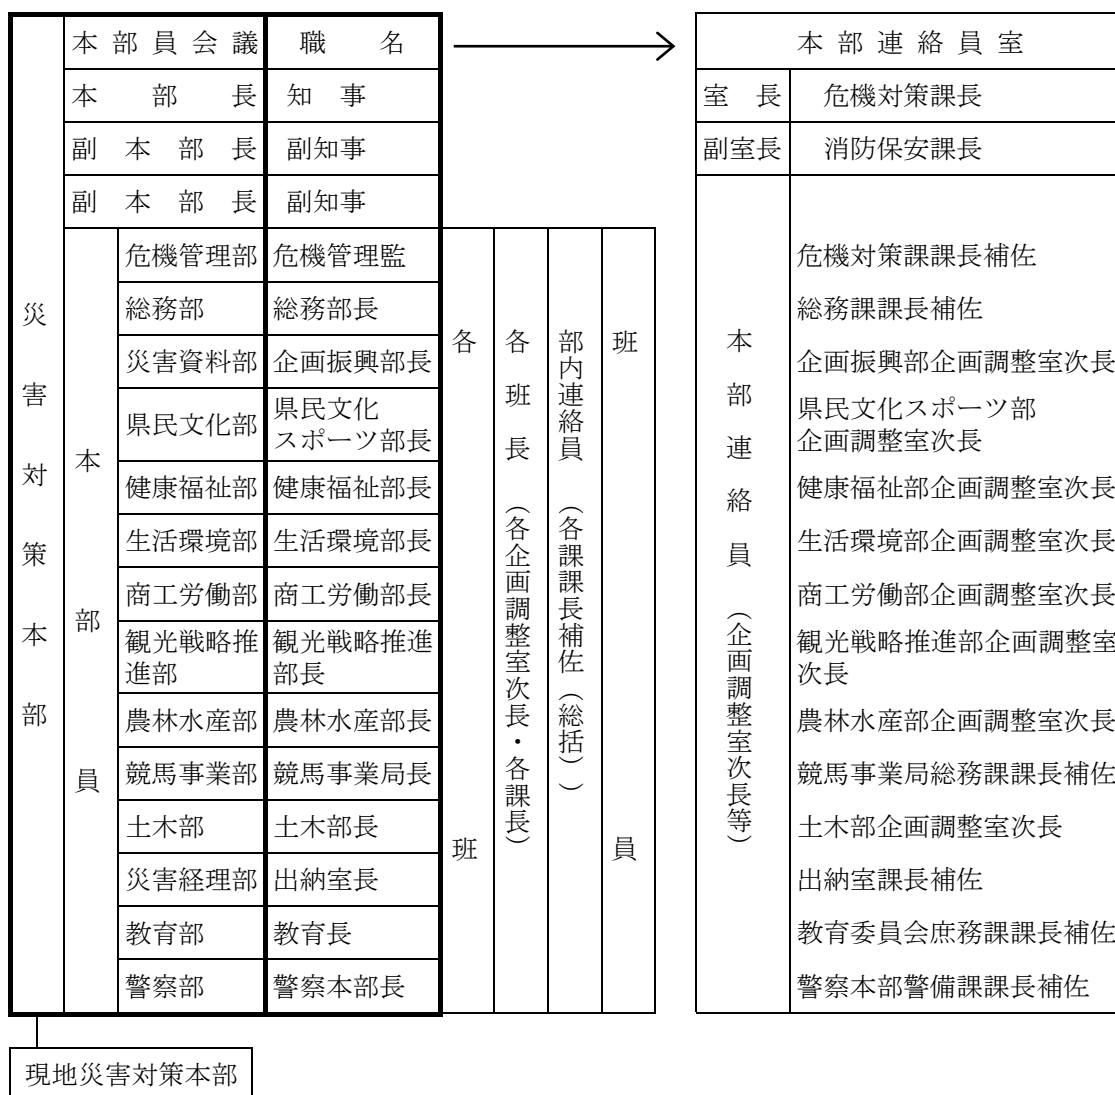 災害対策本部
本部員会議 職名
本部長 知事
副本部長 副知事
副本部長 副知事
本部員
危機管理部 危機管理監
総務部 総務部長
災害資料部 企画振興部長
県民文化部 県民文化
スポーツ部長
健康福祉部 健康福祉部長
生活環境部 生活環境部長
商工労働部 商工労働部長
観光戦略推 観光戦略推進
進部 部長
農林水産部 農林水産部長
競馬事業部 競馬事業局長
土木部 土木部長
災害経理部 出納室長
教育部 教育長
警察部 警察本部長
各班
各班長(各企画調整室次長・各課長)
部内連絡員(各課課長補佐(総括))
班員
本部連絡員室
室長 危機対策課長
副室長 消防保安課長
本部連絡員(企画調整室次長等)
危機対策課課長補佐
総務課課長補佐
企画振興部企画調整室次長
県民文化スポーツ部
企画調整室次長
健康福祉部企画調整室次長
生活環境部企画調整室次長
商工労働部企画調整室次長
観光戦略推進部企画調整室
次長
農林水産部企画調整室次長
競馬事業局総務課課長補佐
土木部企画調整室次長
出納室課長補佐
教育委員会庶務課課長補佐
警察本部警備課課長補佐
現地災害対策本部